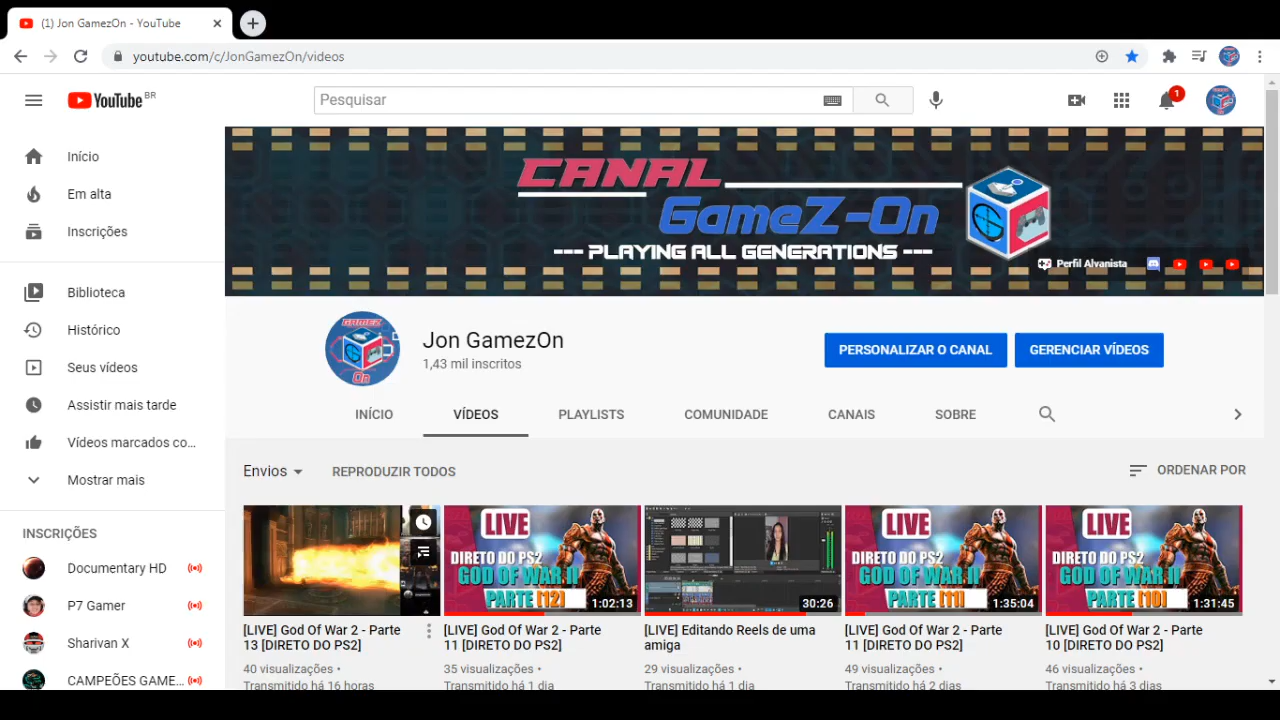 (1) Jon GamezOn - YouTube
youtube.com/c/JonGamezOn/videos
YouTube BR
Pesquisar
1
Início
Em alta
Inscrições
Biblioteca
Histórico
Seus vídeos
Assistir mais tarde
Vídeos marcados co...
Mostrar mais
INSCRIÇÕES
Documentary HD
P7 Gamer
Sharivan X
CAMPEÕES GAME...
CANAL
GameZ-On
--- PLAYING ALL GENERATIONS ---
Perfil Alvanista
GAMEZ
On
Jon GamezOn
1,43 mil inscritos
PERSONALIZAR O CANAL
GERENCIAR VÍDEOS
INÍCIO
VÍDEOS
PLAYLISTS
COMUNIDADE
CANAIS
SOBRE
Envios
REPRODUZIR TODOS
ORDENAR POR
[LIVE] God Of War 2 - Parte
13 [DIRETO DO PS2]
40 visualizações •
Transmitido há 16 horas
LIVE
DIRETO DO PS2
GOD OF WAR II
PARTE [12]
1:02:13
[LIVE] God Of War 2 - Parte
11 [DIRETO DO PS2]
35 visualizações •
Transmitido há 1 dia
30:26
[LIVE] Editando Reels de uma
amiga
29 visualizações •
Transmitido há 1 dia
LIVE
DIRETO DO PS2
GOD OF WAR II
PARTE [11]
1:35:04
[LIVE] God Of War 2 - Parte
11 [DIRETO DO PS2]
49 visualizações •
Transmitido há 2 dias
LIVE
DIRETO DO PS2
GOD OF WAR II
PARTE [10]
1:31:45
[LIVE] God Of War 2 - Parte
10 [DIRETO DO PS2]
46 visualizações •
Transmitido há 3 dias